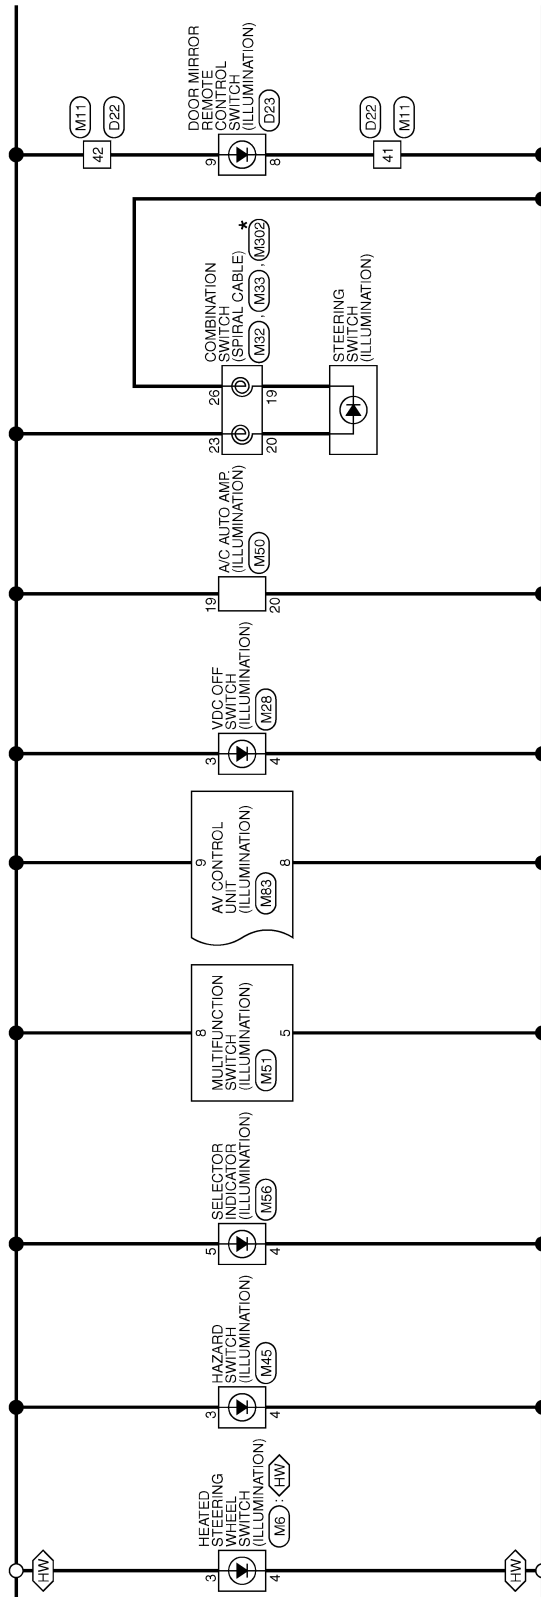 M11
D22
42
9
DOOR MIRROR
REMOTE
CONTROL
SWITCH
(ILLUMINATION)
D23
8
D22
M11
41
COMBINATION
SWITCH
(SPIRAL CABLE) *
M32 , M33 , M302
23
26
20
19
STEERING
SWITCH
(ILLUMINATION)
19
A/C AUTO AMP.
(ILLUMINATION)
M50
20
3
VDC OFF
SWITCH
(ILLUMINATION)
M28
4
9
AV CONTROL
UNIT
(ILLUMINATION)
M83
8
8
MULTIFUNCTION
SWITCH
(ILLUMINATION)
M51
5
5
SELECTOR
INDICATOR
(ILLUMINATION)
M56
4
3
HAZARD
SWITCH
(ILLUMINATION)
M45
4
HW
3
HEATED
STEERING
WHEEL
SWITCH
(ILLUMINATION)
M6 : HW
4
HW